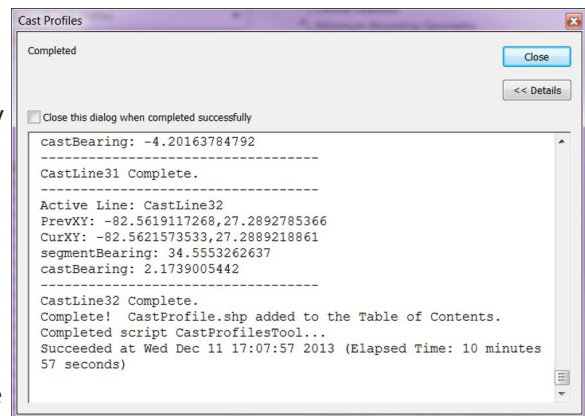 Cast Profiles
Completed
Close
<< Details
Close this dialog when completed successfully
castBearing: -4.20163784792
-----------------------------------
CastLine31 Complete.
-----------------------------------
Active Line: CastLine32
PrevXY: -82.5619117268,27.2892785366
CurXY: -82.5621573533,27.2889218861
segmentBearing: 34.5553262637
castBearing: 2.1739005442
-----------------------------------
CastLine32 Complete.
Complete!  CastProfile.shp added to the Table of Contents.
Completed script CastProfilesTool...
Succeeded at Wed Dec 11 17:07:57 2013 (Elapsed Time: 10 minutes
57 seconds)